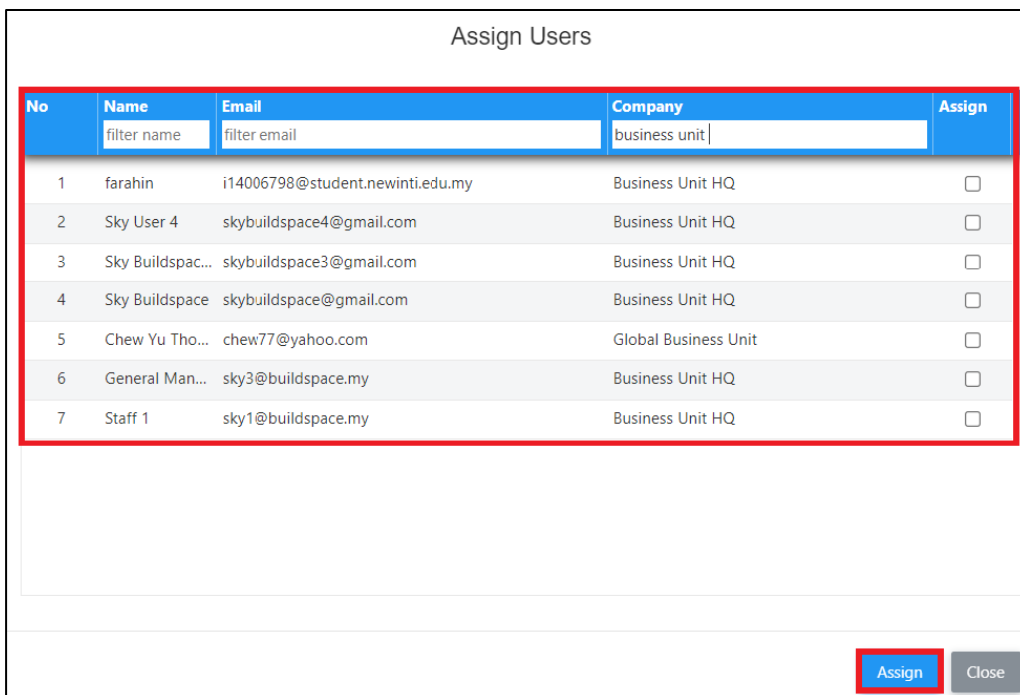 Assign Users
No Name Email Company Assign
filter name filter email business unit
1 farahin i14006798@student.newinti.edu.my Business Unit HQ
2 Sky User 4 skybuildspace4@gmail.com Business Unit HQ
3 Sky Buildspac... skybuildspace3@gmail.com Business Unit HQ
4 Sky Buildspace skybuildspace@gmail.com Business Unit HQ
5 Chew Yu Tho... chew77@yahoo.com Global Business Unit
6 General Man... sky3@buildspace.my Business Unit HQ
7 Staff 1 sky1@buildspace.my Business Unit HQ
Assign Close